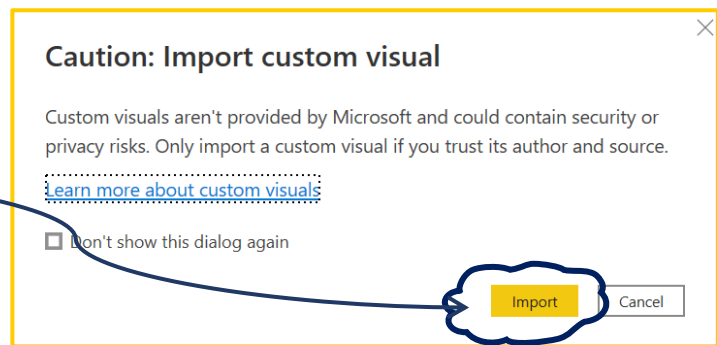 Caution: Import custom visual
Custom visuals aren't provided by Microsoft and could contain security or
privacy risks. Only import a custom visual if you trust its author and source.
Learn more about custom visuals
Don't show this dialog again
Import Cancel